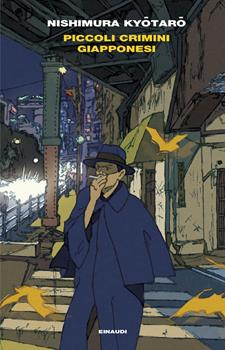 NISHIMURA KYŌTARŌ
PICCOLI CRIMINI
GIAPPONESI
EINAUDI